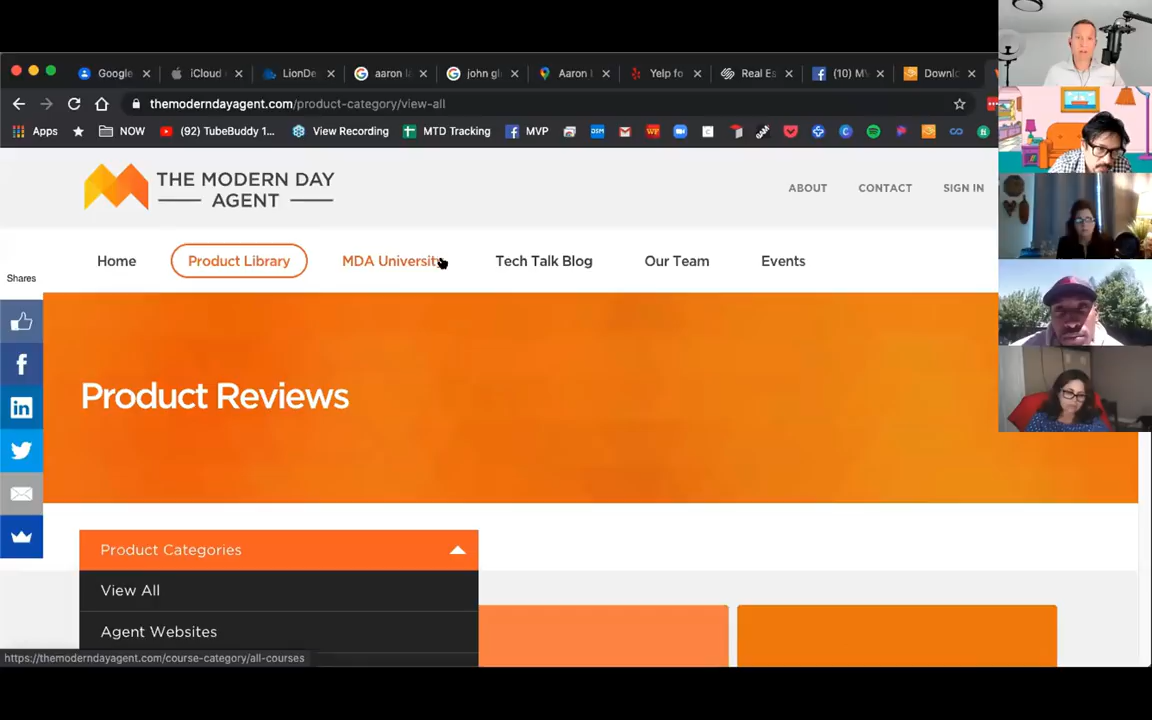 Google
iCloud
LionDe
aaron l
john gl
Aaron l
Yelp fo
Real Es
(10) M
Downl
themoderndayagent.com/product-category/view-all
Apps
NOW
(92) TubeBuddy 1...
View Recording
MTD Tracking
MVP
THE MODERN DAY
AGENT
ABOUT
CONTACT
SIGN IN
Home
Product Library
MDA University
Tech Talk Blog
Our Team
Events
Shares
Product Reviews
Product Categories
View All
Agent Websites
https://themoderndayagent.com/course-category/all-courses